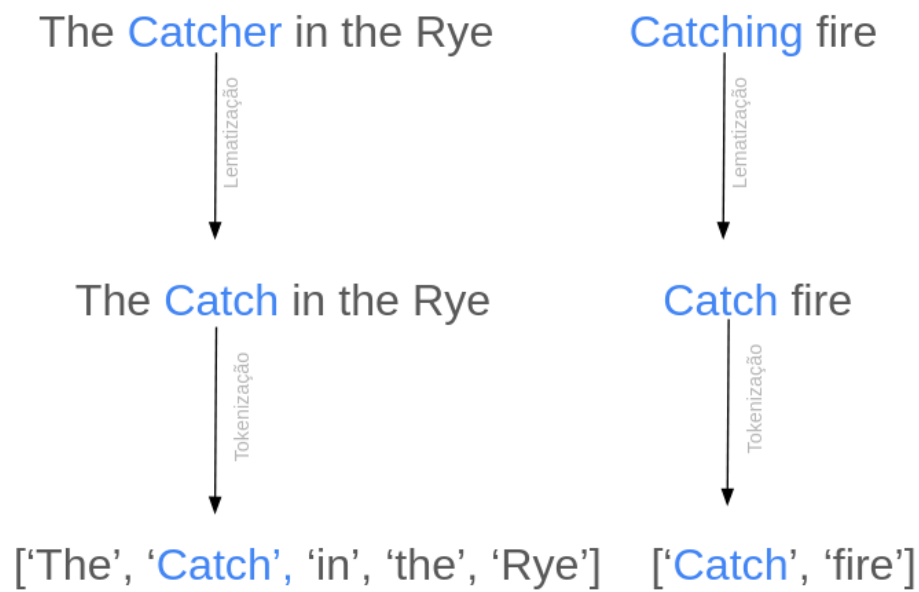 The Catcher in the Rye
Catching fire
Lematização
Lematização
The Catch in the Rye
Catch fire
Tokenização
Tokenização
[‘The’, ‘Catch’, ‘in’, ‘the’, ‘Rye’]
[‘Catch’, ‘fire’]